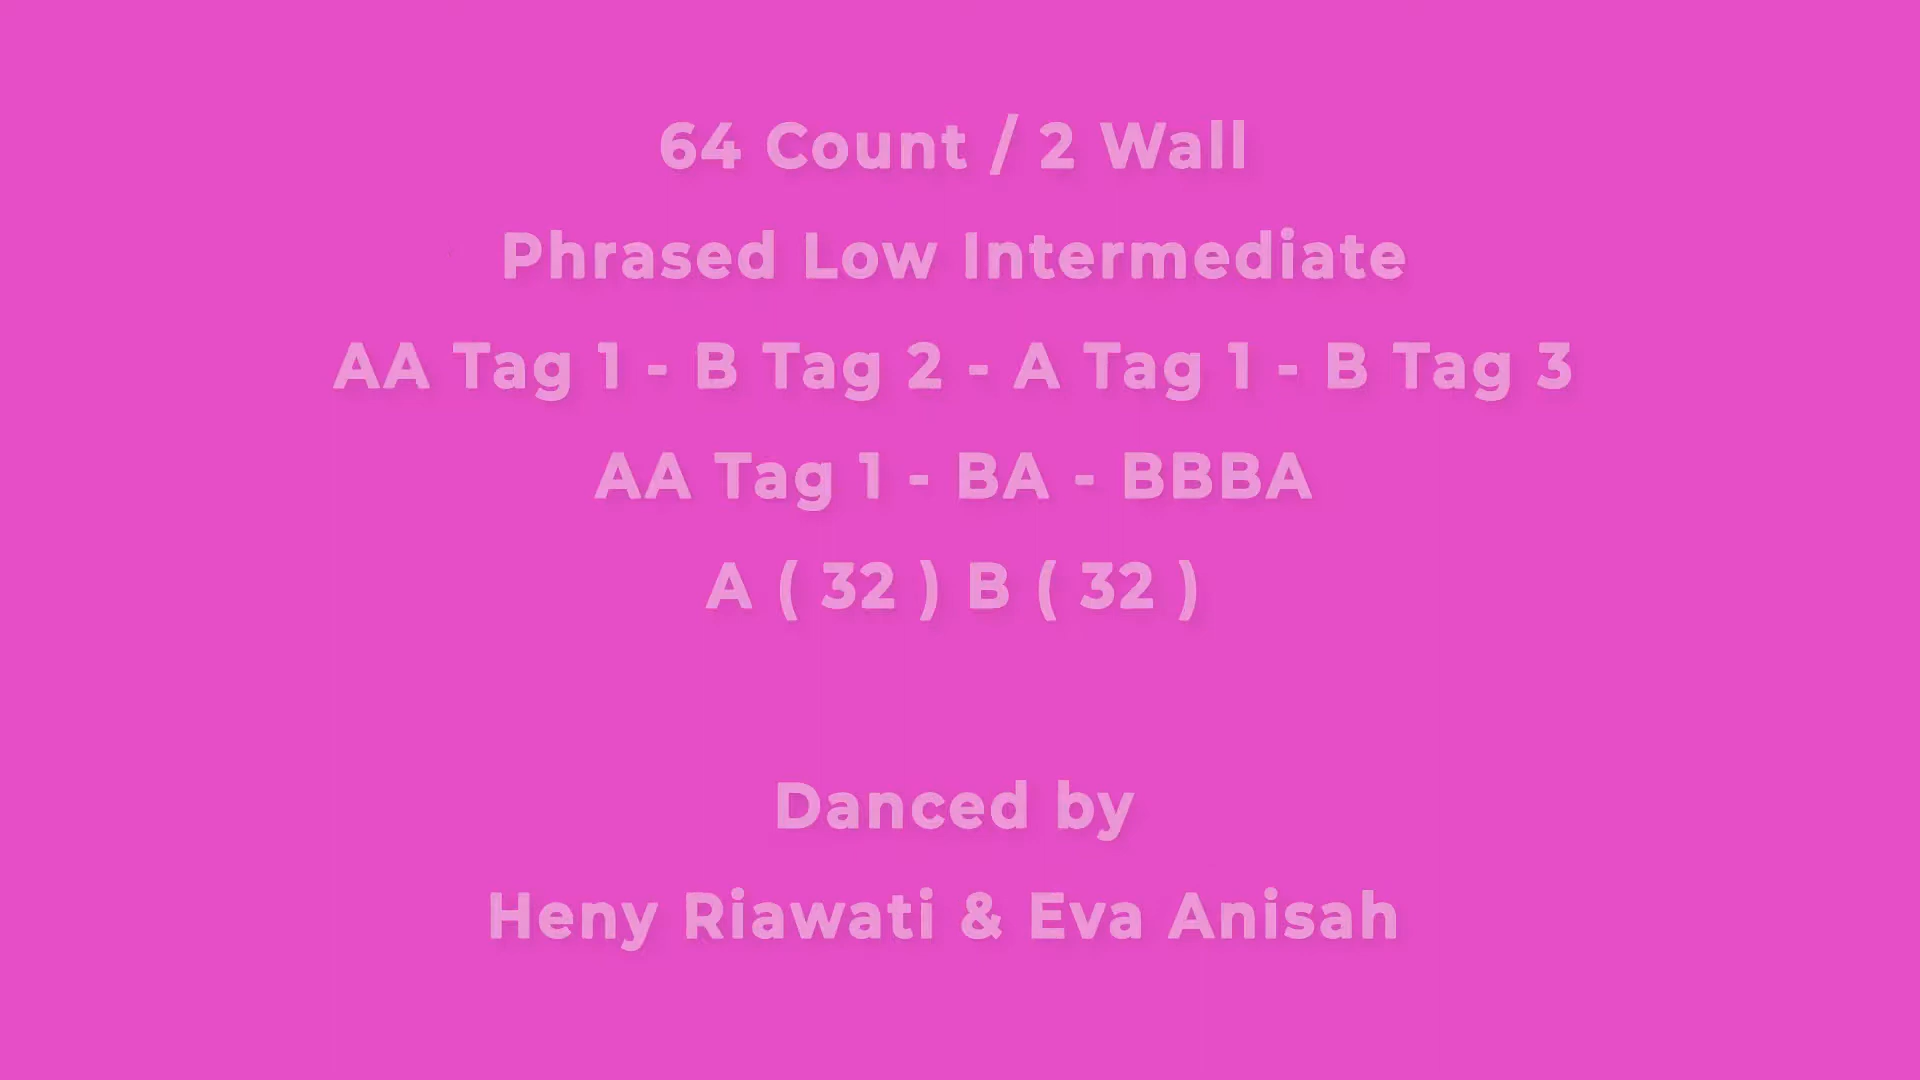 64 Count / 2 Wall
Phrased Low Intermediate
AA Tag 1 - B Tag 2 - A Tag 1 - B Tag 3
AA Tag 1 - BA - BBBA
A ( 32 ) B ( 32 )
Danced by
Heny Riawati & Eva Anisah